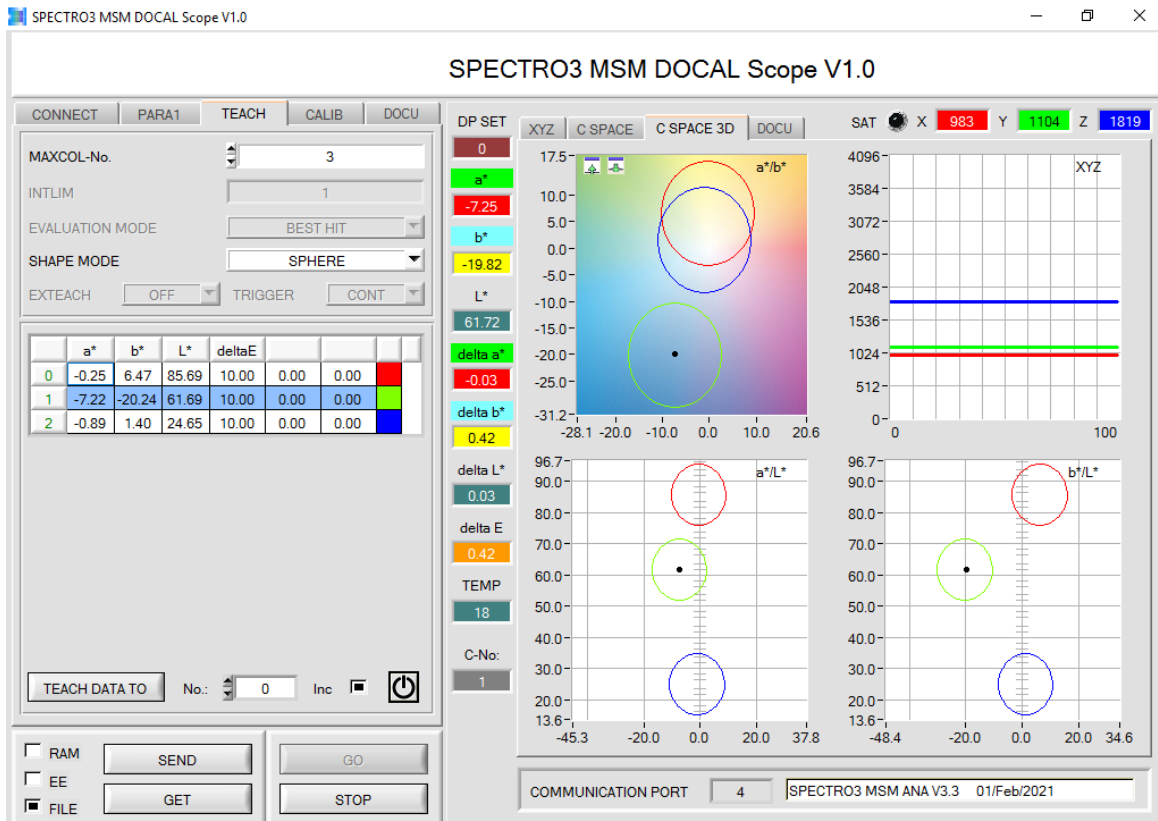 SPECTRO3 MSM DOCAL Scope V1.0
SPECTRO3 MSM DOCAL Scope V1.0
CONNECT PARA1 TEACH CALIB DOCU
MAXCOL-No. 3
INTLIM 1
EVALUATION MODE BEST HIT
SHAPE MODE SPHERE
EXTEACH OFF TRIGGER CONT
a* b* L* deltaE
0 -0.25 6.47 85.69 10.00 0.00 0.00
1 -7.22 -20.24 61.69 10.00 0.00 0.00
2 -0.89 1.40 24.65 10.00 0.00 0.00
TEACH DATA TO No.: 0 Inc
RAM
EE
FILE
SEND
GET
GO
STOP
DP SET
0
a*
-7.25
b*
-19.82
L*
61.72
delta a*
-0.03
delta b*
0.42
delta L*
0.03
delta E
0.42
TEMP
18
C-No:
1
XYZ C SPACE C SPACE 3D DOCU
SAT X 983 Y 1104 Z 1819
a*/b*
17.5
10.0
5.0
0.0
-5.0
-10.0
-15.0
-20.0
-25.0
-31.2
-28.1 -20.0 -10.0 0.0 10.0 20.6
XYZ
4096
3584
3072
2560
2048
1536
1024
512
0
0 100
a*/L*
96.7
90.0
80.0
70.0
60.0
50.0
40.0
30.0
20.0
13.6
-45.3 -20.0 0.0 20.0 37.8
b*/L*
96.7
90.0
80.0
70.0
60.0
50.0
40.0
30.0
20.0
13.6
-48.4 -20.0 0.0 20.0 34.6
COMMUNICATION PORT 4 SPECTRO3 MSM ANA V3.3 01/Feb/2021